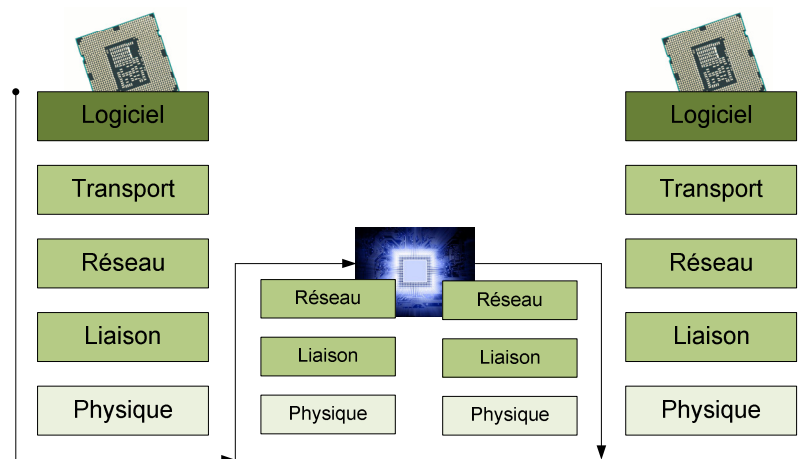 Logiciel
Transport
Réseau
Liaison
Physique
Réseau
Liaison
Physique
Réseau
Liaison
Physique
Logiciel
Transport
Réseau
Liaison
Physique